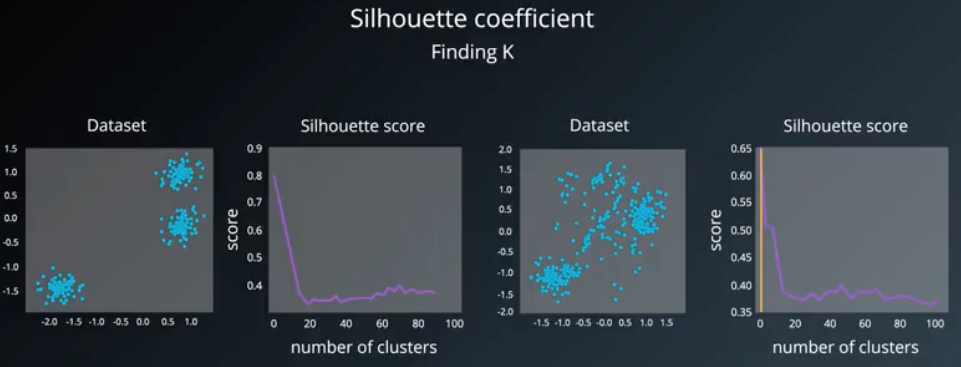 Silhouette coefficient
Finding K
Dataset
Silhouette score
Dataset
Silhouette score
1.5
1.0
0.5
0.0
-0.5
-1.0
-1.5
-2.0 -1.5 -1.0 -0.5 0.0 0.5 1.0
score
0.9
0.8
0.7
0.6
0.5
0.4
0 20 40 60 80 100
number of clusters
2.0
1.5
1.0
0.5
0.0
-0.5
-1.0
-1.5
-2.0
-1.5 -1.0 -0.5 -0.0 0.5 1.0 1.5
score
0.65
0.60
0.55
0.50
0.45
0.40
0.35
0 20 40 60 80 100
number of clusters